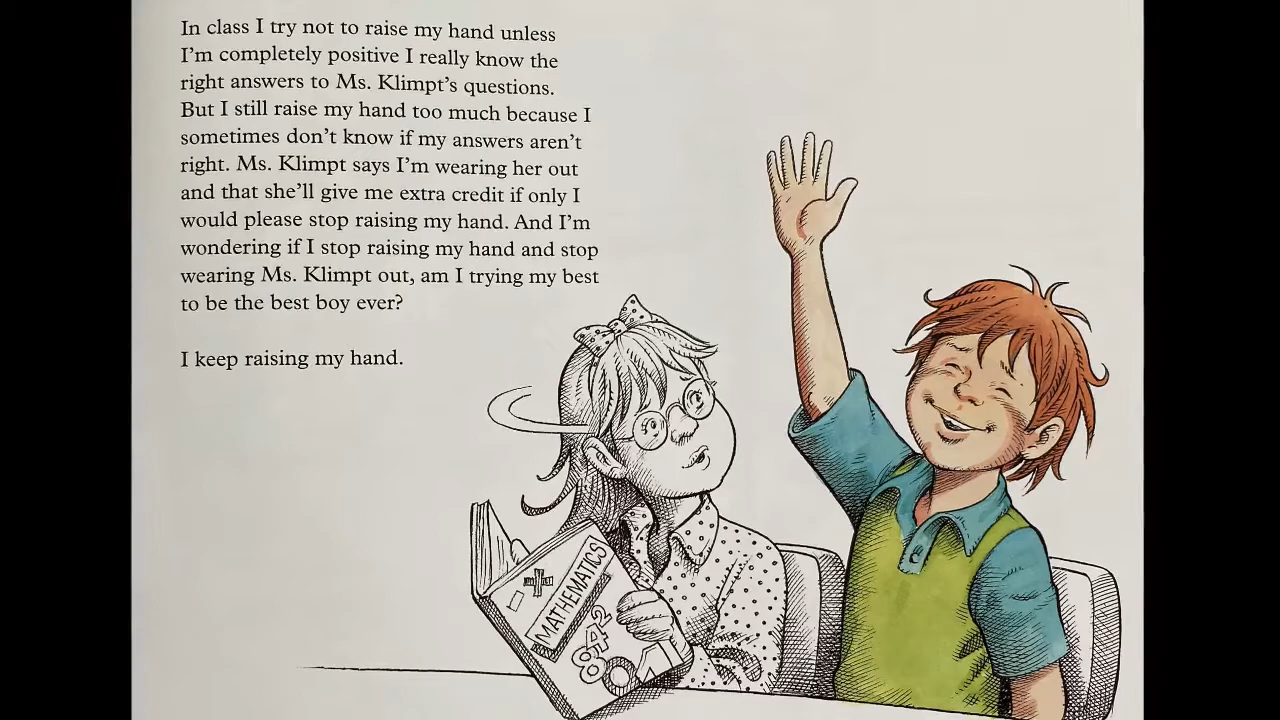 In class I try not to raise my hand unless
I'm completely positive I really know the
right answers to Ms. Klimpt's questions.
But I still raise my hand too much because I
sometimes don't know if my answers aren't
right. Ms. Klimpt says I'm wearing her out
and that she'll give me extra credit if only I
would please stop raising my hand. And I'm
wondering if I stop raising my hand and stop
wearing Ms. Klimpt out, am I trying my best
to be the best boy ever?
I keep raising my hand.
MATHEMATICS